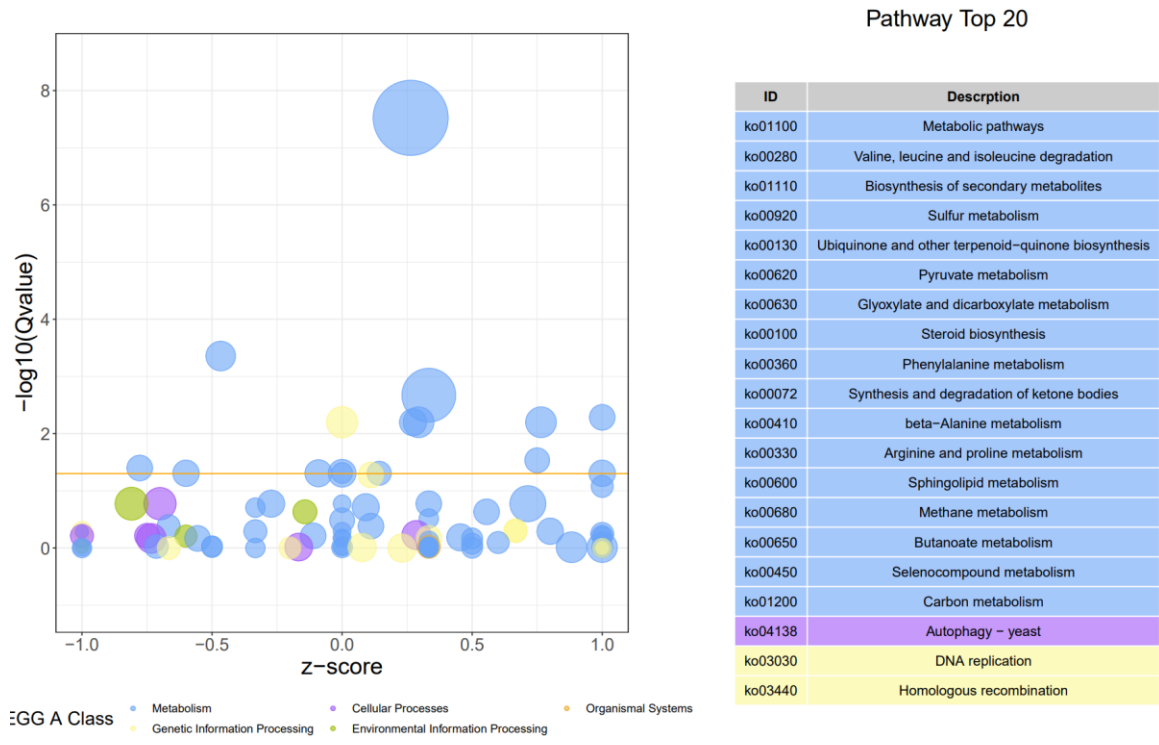 Pathway Top 20
8
6
4
2
0
−log10(Qvalue)
−1.0 −0.5 0.0 0.5 1.0
z−score
EGG A Class
Metabolism
Cellular Processes
Organismal Systems
Genetic Information Processing
Environmental Information Processing
ID Descrption
ko01100 Metabolic pathways
ko00280 Valine, leucine and isoleucine degradation
ko01110 Biosynthesis of secondary metabolites
ko00920 Sulfur metabolism
ko00130 Ubiquinone and other terpenoid−quinone biosynthesis
ko00620 Pyruvate metabolism
ko00630 Glyoxylate and dicarboxylate metabolism
ko00100 Steroid biosynthesis
ko00360 Phenylalanine metabolism
ko00072 Synthesis and degradation of ketone bodies
ko00410 beta−Alanine metabolism
ko00330 Arginine and proline metabolism
ko00600 Sphingolipid metabolism
ko00680 Methane metabolism
ko00650 Butanoate metabolism
ko00450 Selenocompound metabolism
ko01200 Carbon metabolism
ko04138 Autophagy − yeast
ko03030 DNA replication
ko03440 Homologous recombination